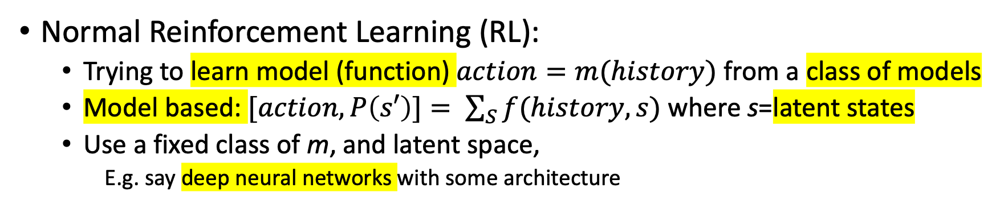 • Normal Reinforcement Learning (RL):
• Trying to learn model (function) action = m(history) from a class of models
• Model based: [action, P(s′)] = ∑_S f(history, s) where s=latent states
• Use a fixed class of m, and latent space,
E.g. say deep neural networks with some architecture